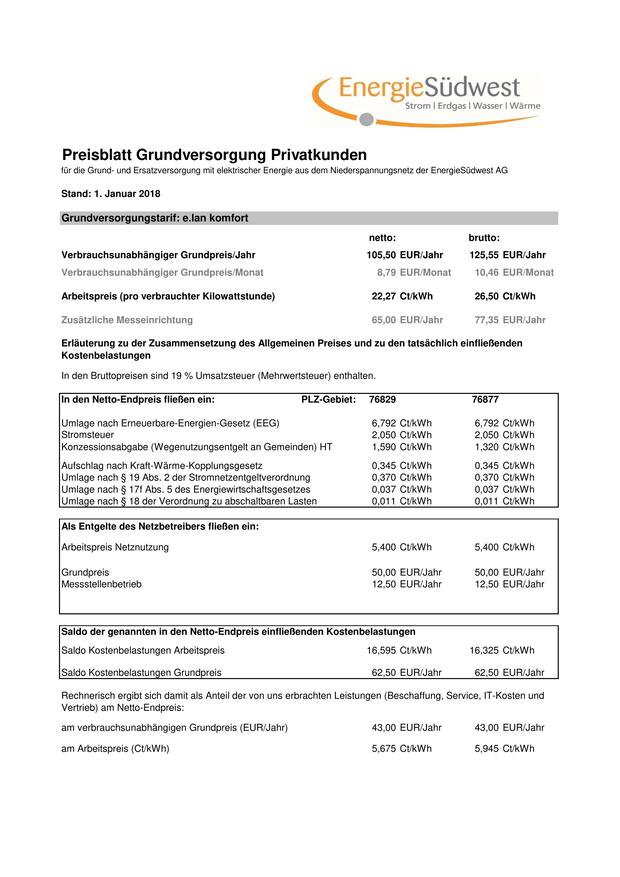 EnergieSüdwest
Strom | Erdgas | Wasser | Wärme
Preisblatt Grundversorgung Privatkunden
für die Grund- und Ersatzversorgung mit elektrischer Energie aus dem Niederspannungsnetz der EnergieSüdwest AG
Stand: 1. Januar 2018
Grundversorgungstarif: e.lan komfort
netto: brutto:
Verbrauchsunabhängiger Grundpreis/Jahr 105,50 EUR/Jahr 125,55 EUR/Jahr
Verbrauchsunabhängiger Grundpreis/Monat 8,79 EUR/Monat 10,46 EUR/Monat
Arbeitspreis (pro verbrauchter Kilowattstunde) 22,27 Ct/kWh 26,50 Ct/kWh
Zusätzliche Messeinrichtung 65,00 EUR/Jahr 77,35 EUR/Jahr
Erläuterung zu der Zusammensetzung des Allgemeinen Preises und zu den tatsächlich einfließenden
Kostenbelastungen
In den Bruttopreisen sind 19 % Umsatzsteuer (Mehrwertsteuer) enthalten.
In den Netto-Endpreis fließen ein: PLZ-Gebiet: 76829 76877
Umlage nach Erneuerbare-Energien-Gesetz (EEG) 6,792 Ct/kWh 6,792 Ct/kWh
Stromsteuer 2,050 Ct/kWh 2,050 Ct/kWh
Konzessionsabgabe (Wegenutzungsentgelt an Gemeinden) HT 1,590 Ct/kWh 1,320 Ct/kWh
Aufschlag nach Kraft-Wärme-Kopplungsgesetz 0,345 Ct/kWh 0,345 Ct/kWh
Umlage nach § 19 Abs. 2 der Stromnetzentgeltverordnung 0,370 Ct/kWh 0,370 Ct/kWh
Umlage nach § 17f Abs. 5 des Energiewirtschaftsgesetzes 0,037 Ct/kWh 0,037 Ct/kWh
Umlage nach § 18 der Verordnung zu abschaltbaren Lasten 0,011 Ct/kWh 0,011 Ct/kWh
Als Entgelte des Netzbetreibers fließen ein:
Arbeitspreis Netznutzung 5,400 Ct/kWh 5,400 Ct/kWh
Grundpreis 50,00 EUR/Jahr 50,00 EUR/Jahr
Messstellenbetrieb 12,50 EUR/Jahr 12,50 EUR/Jahr
Saldo der genannten in den Netto-Endpreis einfließenden Kostenbelastungen
Saldo Kostenbelastungen Arbeitspreis 16,595 Ct/kWh 16,325 Ct/kWh
Saldo Kostenbelastungen Grundpreis 62,50 EUR/Jahr 62,50 EUR/Jahr
Rechnerisch ergibt sich damit als Anteil der von uns erbrachten Leistungen (Beschaffung, Service, IT-Kosten und
Vertrieb) am Netto-Endpreis:
am verbrauchsunabhängigen Grundpreis (EUR/Jahr) 43,00 EUR/Jahr 43,00 EUR/Jahr
am Arbeitspreis (Ct/kWh) 5,675 Ct/kWh 5,945 Ct/kWh